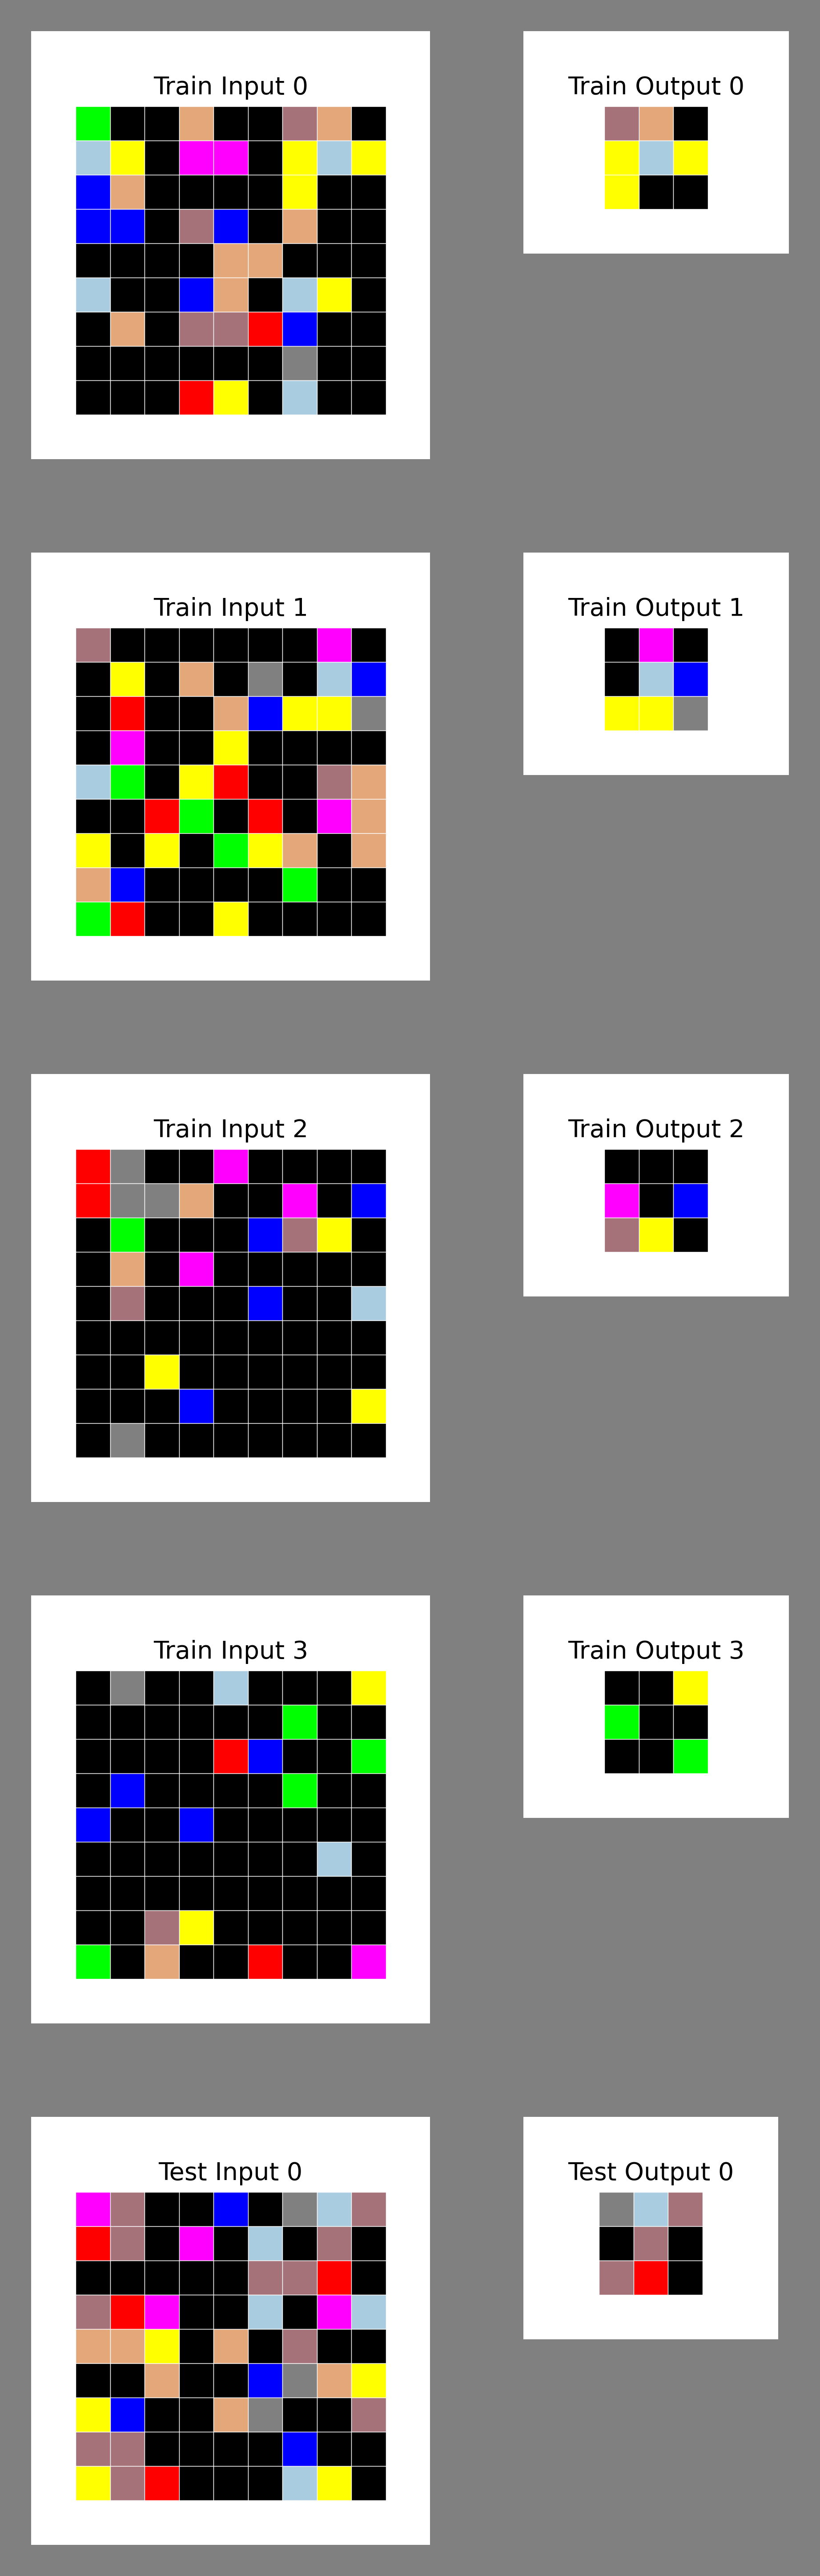 Train Input 0
Train Output 0
Train Input 1
Train Output 1
Train Input 2
Train Output 2
Train Input 3
Train Output 3
Test Input 0
Test Output 0